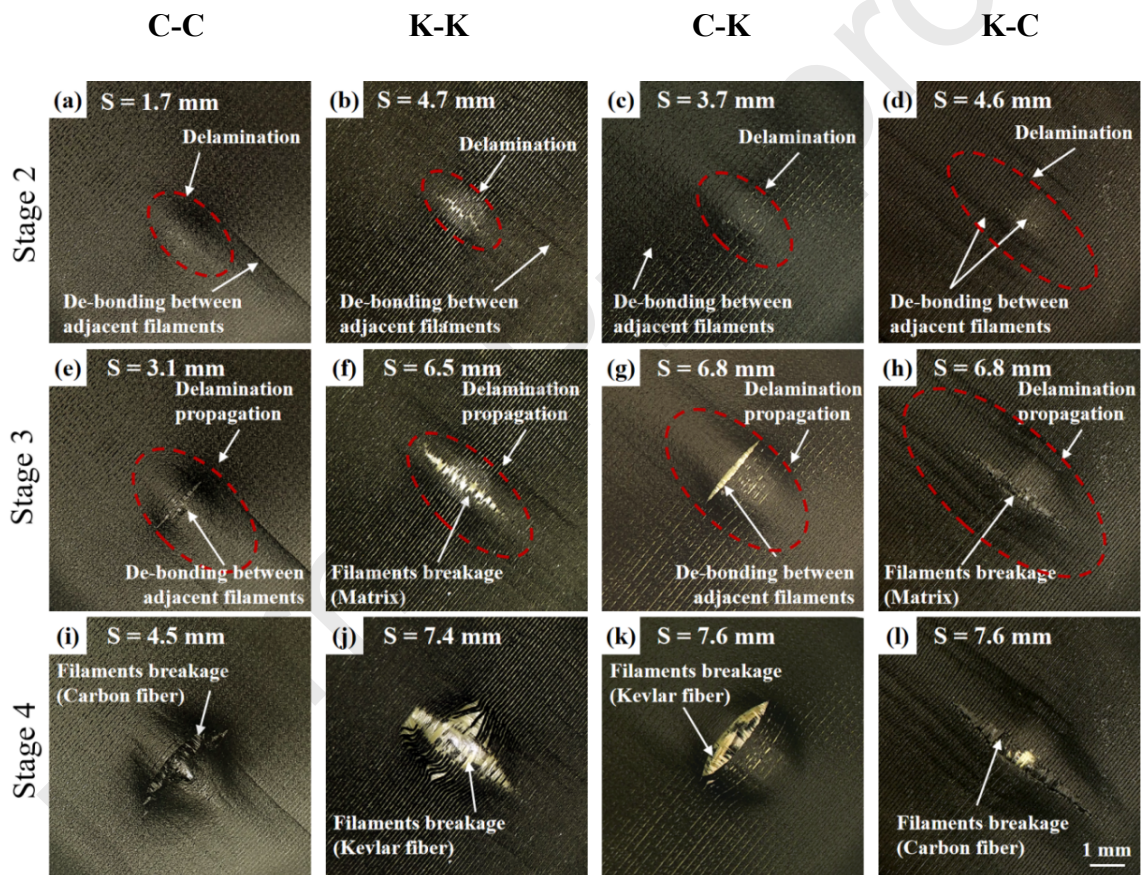 C-C
K-K
C-K
K-C
Stage 2
(a) S = 1.7 mm
Delamination
De-bonding between
adjacent filaments
(b) S = 4.7 mm
Delamination
De-bonding between
adjacent filaments
(c) S = 3.7 mm
Delamination
De-bonding between
adjacent filaments
(d) S = 4.6 mm
Delamination
De-bonding between
adjacent filaments
Stage 3
(e) S = 3.1 mm
Delamination
propagation
De-bonding between
adjacent filaments
(f) S = 6.5 mm
Delamination
propagation
Filaments breakage
(Matrix)
(g) S = 6.8 mm
Delamination
propagation
De-bonding between
adjacent filaments
(h) S = 6.8 mm
Delamination
propagation
Filaments breakage
(Matrix)
Stage 4
(i) S = 4.5 mm
Filaments breakage
(Carbon fiber)
(j) S = 7.4 mm
Filaments breakage
(Kevlar fiber)
(k) S = 7.6 mm
Filaments breakage
(Kevlar fiber)
(l) S = 7.6 mm
Filaments breakage
(Carbon fiber)
1 mm